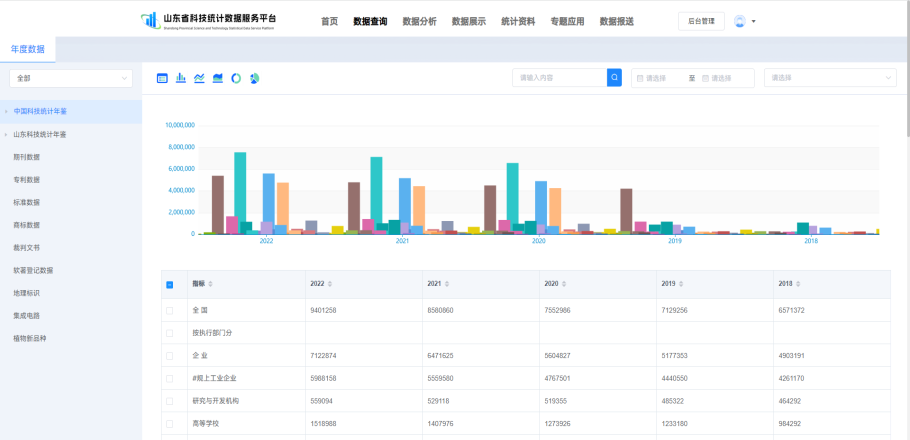 山东省科技统计数据服务平台
首页 数据查询 数据分析 数据展示 统计资料 专题应用 数据报送
后台管理
年度数据
全部
请输入内容 请选择 至 请选择 请选择
中国科技统计年鉴
山东科技统计年鉴
期刊数据
专利数据
标准数据
商标数据
裁判文书
软著登记数据
地理标识
集成电路
植物新品种
10,000,000
8,000,000
6,000,000
4,000,000
2,000,000
0
2022 2021 2020 2019 2018
指标 2022 2021 2020 2019 2018
全 国 9401258 8580860 7552986 7129256 6571372
按执行部门分
企 业 7122874 6471625 5604827 5177353 4903191
#规上工业企业 5988158 5559580 4767501 4440550 4261170
研究与开发机构 559094 529118 519355 485322 464292
高等学校 1518988 1407976 1273926 1233180 984292